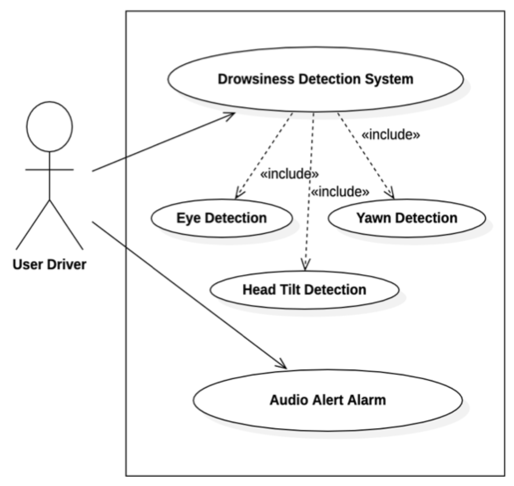 Drowsiness Detection System
«include»
«include»
«include»
Eye Detection
Yawn Detection
User Driver
Head Tilt Detection
Audio Alert Alarm